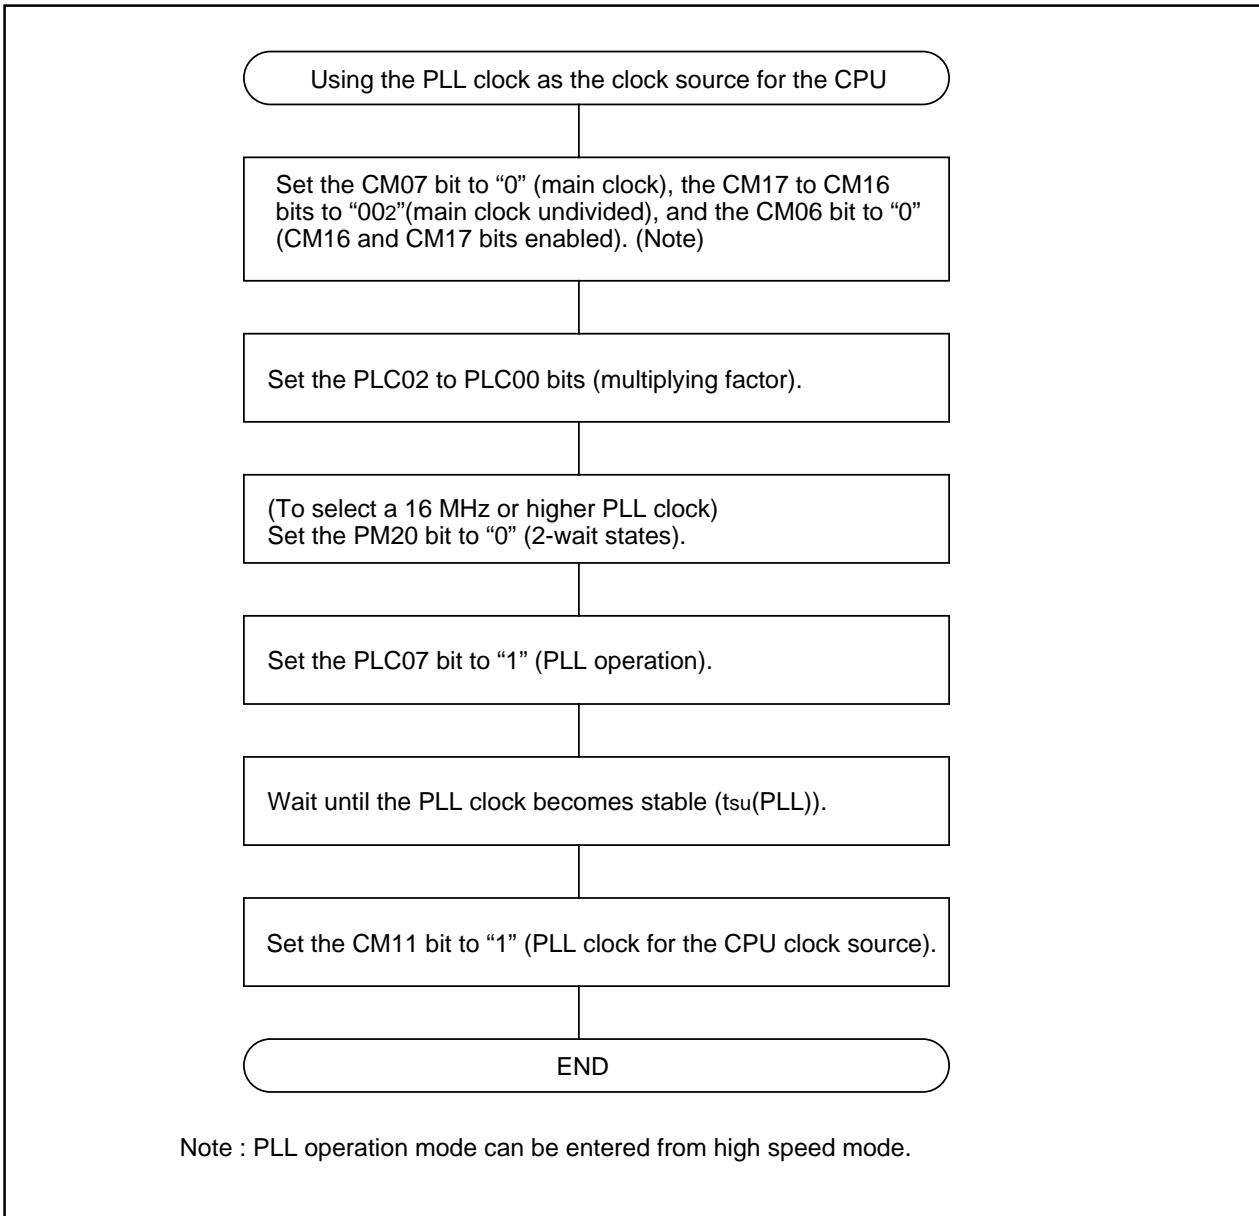 Using the PLL clock as the clock source for the CPU
Set the CM07 bit to “0” (main clock), the CM17 to CM16
bits to “002”(main clock undivided), and the CM06 bit to “0”
(CM16 and CM17 bits enabled). (Note)
Set the PLC02 to PLC00 bits (multiplying factor).
(To select a 16 MHz or higher PLL clock)
Set the PM20 bit to “0” (2-wait states).
Set the PLC07 bit to “1” (PLL operation).
Wait until the PLL clock becomes stable (tsu(PLL)).
Set the CM11 bit to “1” (PLL clock for the CPU clock source).
END
Note : PLL operation mode can be entered from high speed mode.